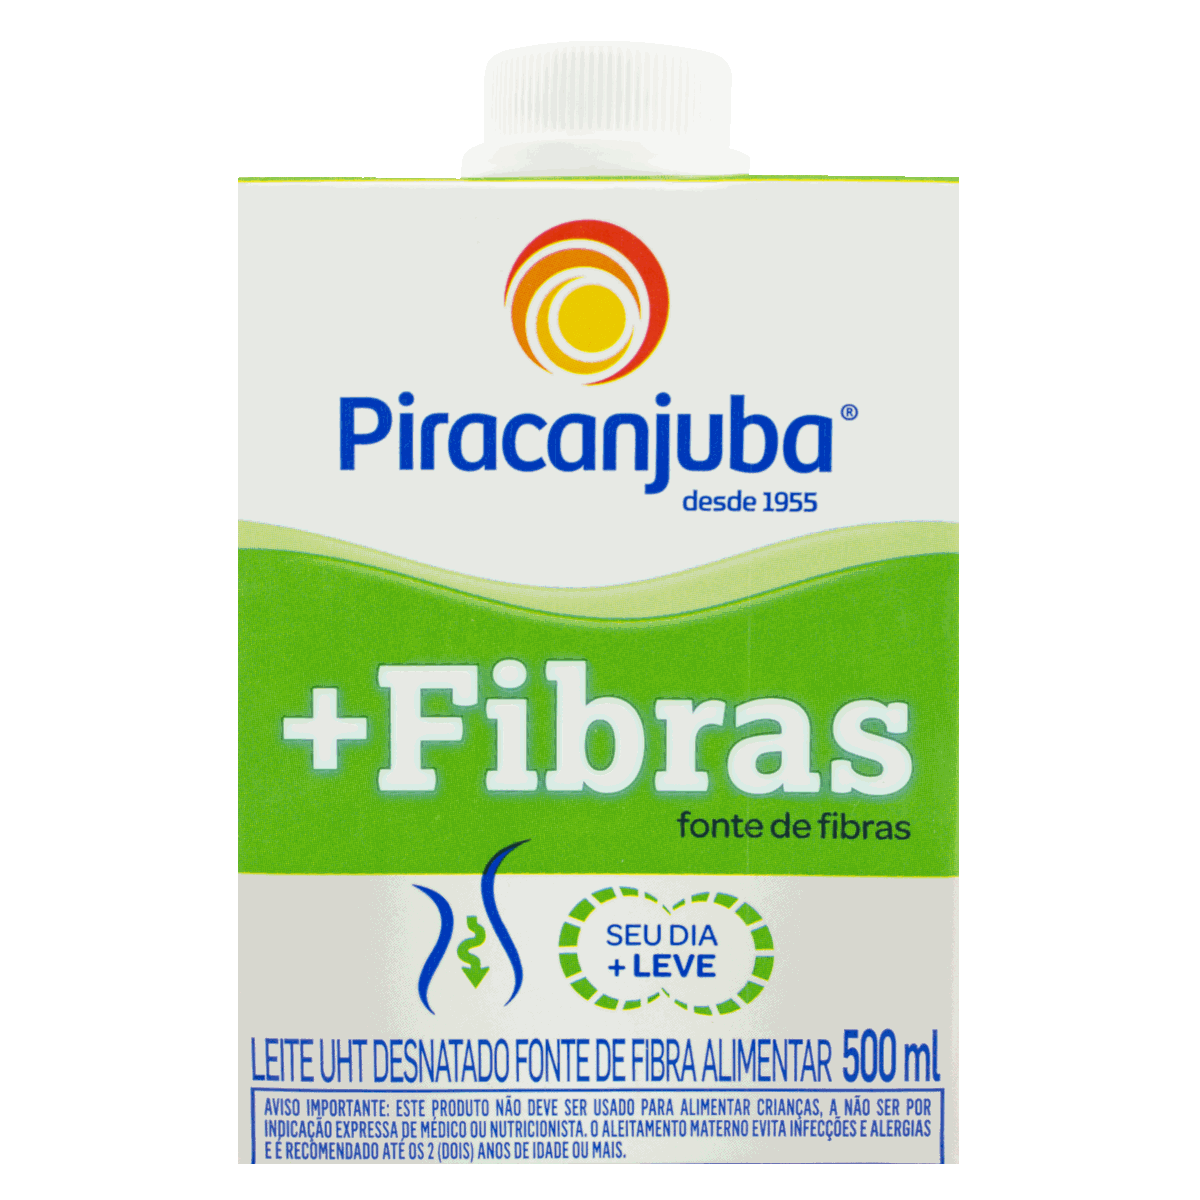 Piracanjuba®
desde 1955
+Fibras
fonte de fibras
SEU DIA
+ LEVE
LEITE UHT DESNATADO FONTE DE FIBRA ALIMENTAR 500 ml
AVISO IMPORTANTE: ESTE PRODUTO NÃO DEVE SER USADO PARA ALIMENTAR CRIANÇAS, A NÃO SER POR
INDICAÇÃO EXPRESSA DE MÉDICO OU NUTRICIONISTA. O ALEITAMENTO MATERNO EVITA INFECÇÕES E ALERGIAS
E É RECOMENDADO ATÉ OS 2 (DOIS) ANOS DE IDADE OU MAIS.